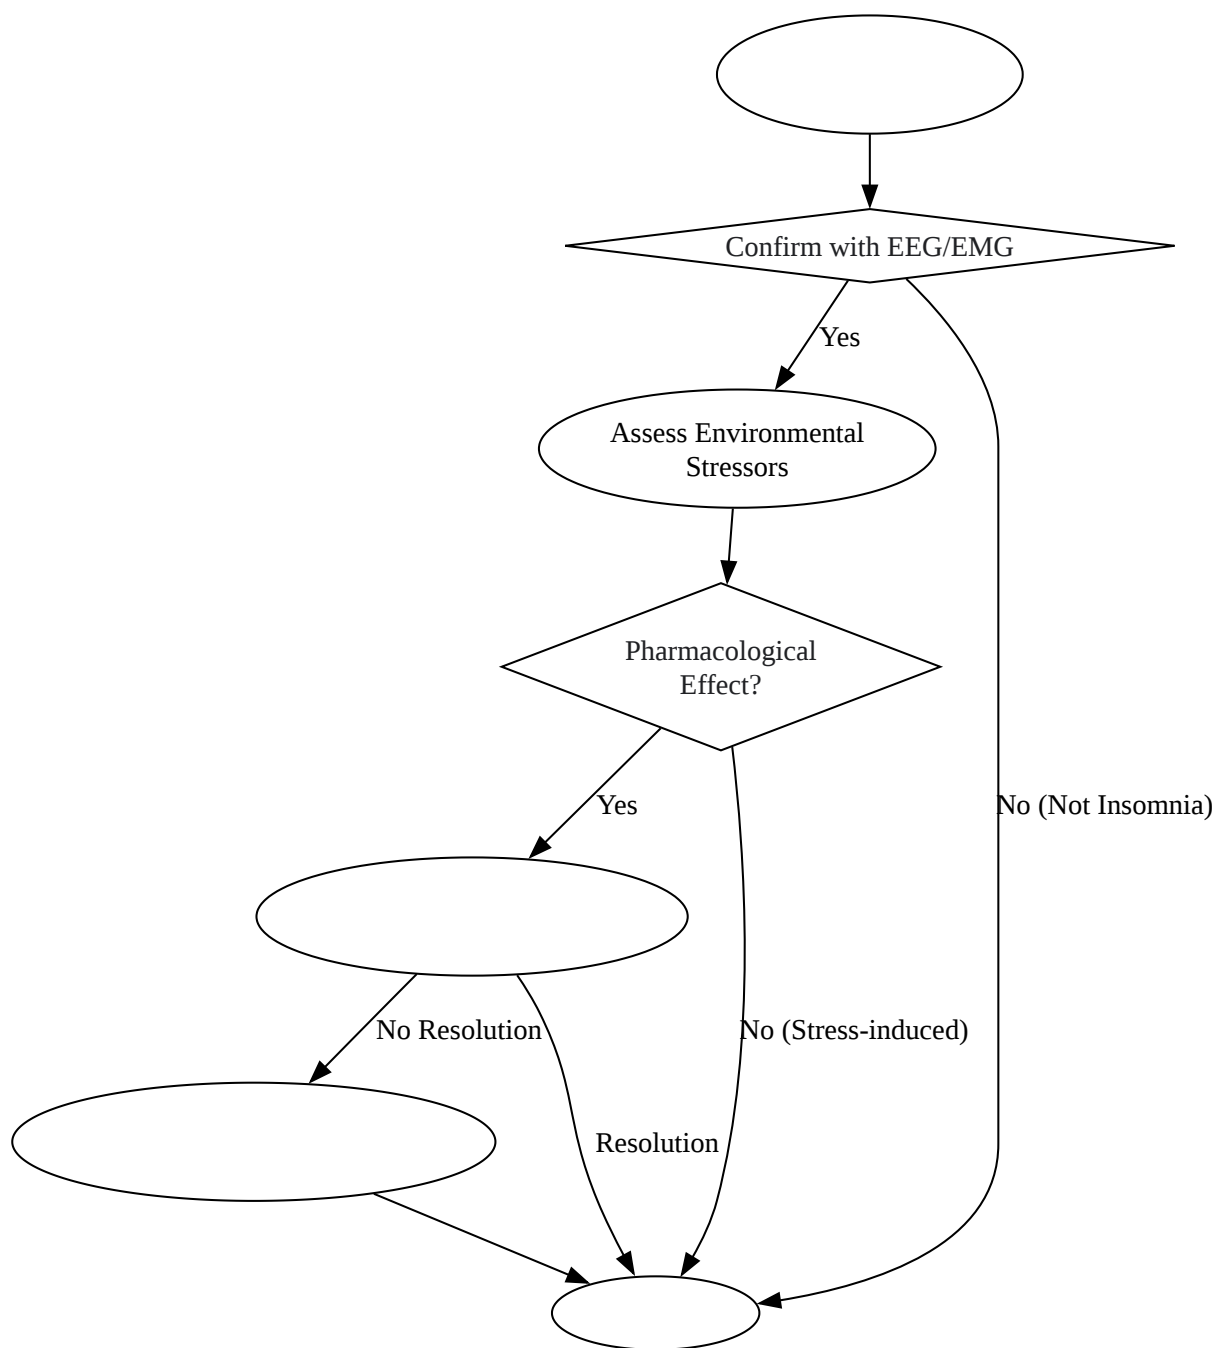 Confirm with EEG/EMG
Yes
Assess Environmental
Stressors
Pharmacological
Effect?
Yes
No (Not Insomnia)
No Resolution
No (Stress-induced)
Resolution